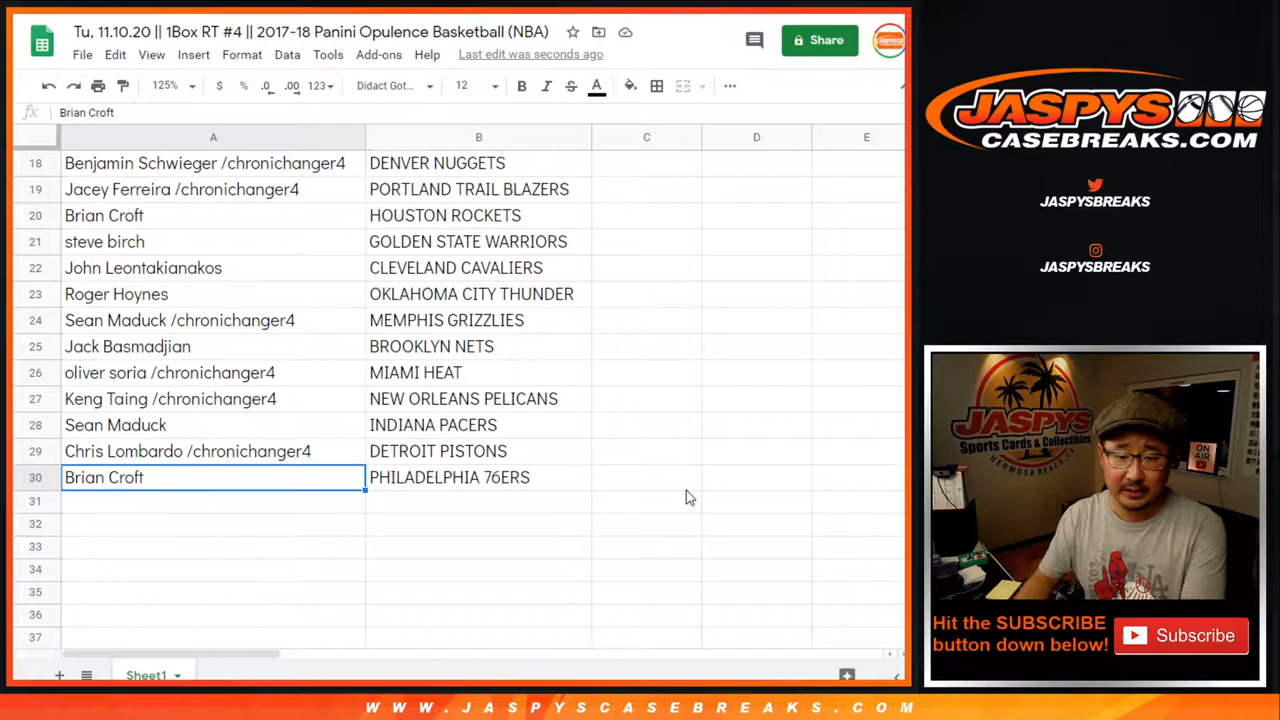 Tu, 11.10.20 || 1Box RT #4 || 2017-18 Panini Opulence Basketball (NBA)
File Edit View Insert Format Data Tools Add-ons Help Last edit was seconds ago
Share
125% $ % .0 .00 123 Didact Got... 12 B I S A
fx Brian Croft
A B C D E
18 Benjamin Schwieger /chronichanger4 DENVER NUGGETS
19 Jacey Ferreira /chronichanger4 PORTLAND TRAIL BLAZERS
20 Brian Croft HOUSTON ROCKETS
21 steve birch GOLDEN STATE WARRIORS
22 John Leontakianakos CLEVELAND CAVALIERS
23 Roger Hoynes OKLAHOMA CITY THUNDER
24 Sean Maduck /chronichanger4 MEMPHIS GRIZZLIES
25 Jack Basmadjian BROOKLYN NETS
26 oliver soria /chronichanger4 MIAMI HEAT
27 Keng Taing /chronichanger4 NEW ORLEANS PELICANS
28 Sean Maduck INDIANA PACERS
29 Chris Lombardo /chronichanger4 DETROIT PISTONS
30 Brian Croft PHILADELPHIA 76ERS
31
32
33
34
35
36
37
Sheet1
JASPYS
CASEBREAKS.COM
JASPYSBREAKS
JASPYSBREAKS
JASPYS
Sports Cards & Collectibles
HERMOSA BEACH, CA
ON AIR
Hit the SUBSCRIBE
button down below!
Subscribe
WWW.JASPYSCASEBREAKS.COM